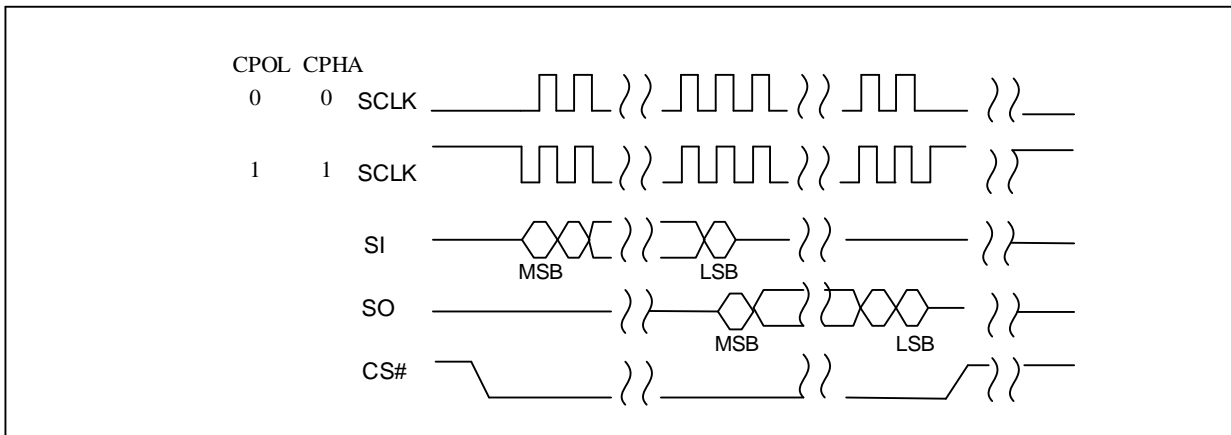 CPOL CPHA
0 0 SCLK
1 1 SCLK
SI
MSB LSB
SO
MSB LSB
CS#